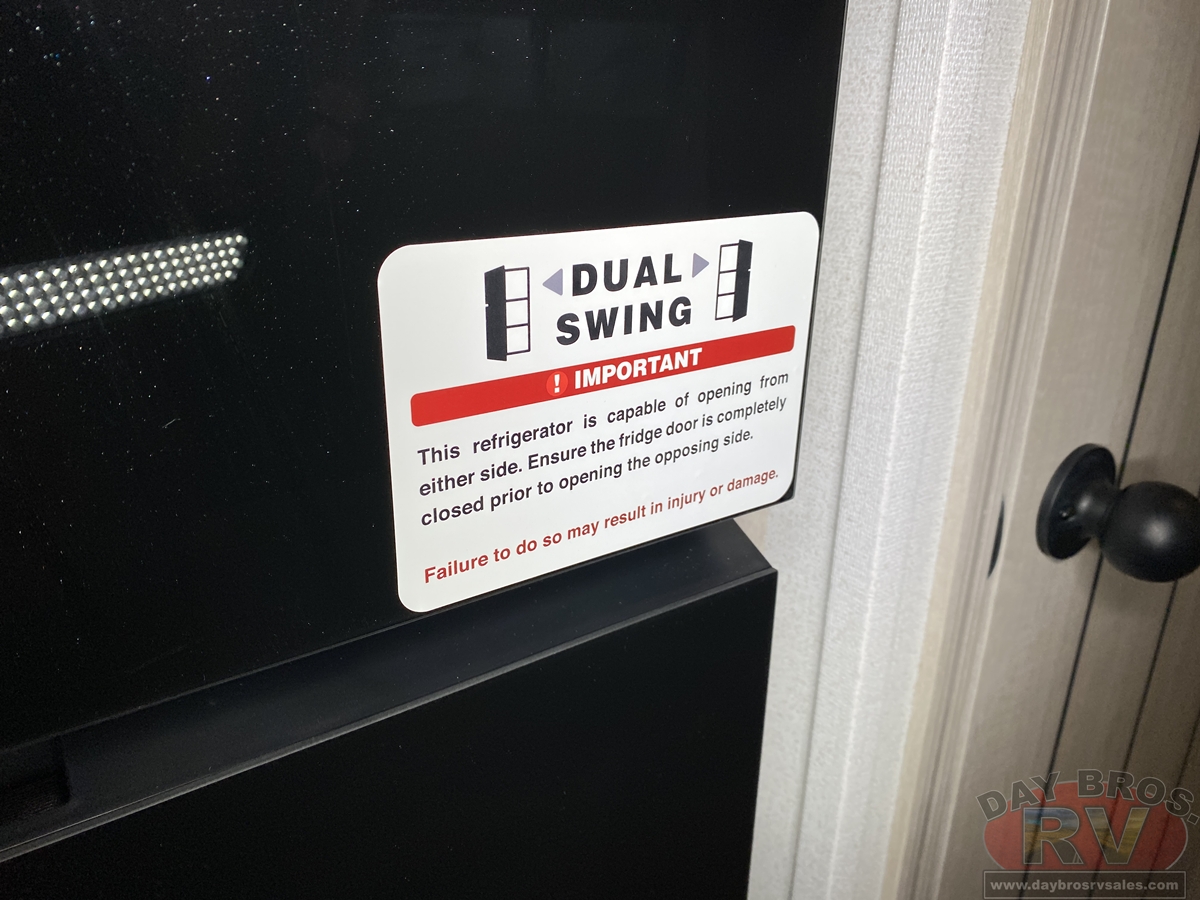 DUAL
SWING
! IMPORTANT
This refrigerator is capable of opening from
either side. Ensure the fridge door is completely
closed prior to opening the opposing side.
Failure to do so may result in injury or damage.
DAY BROS.
RV
www.daybrosrvsales.com